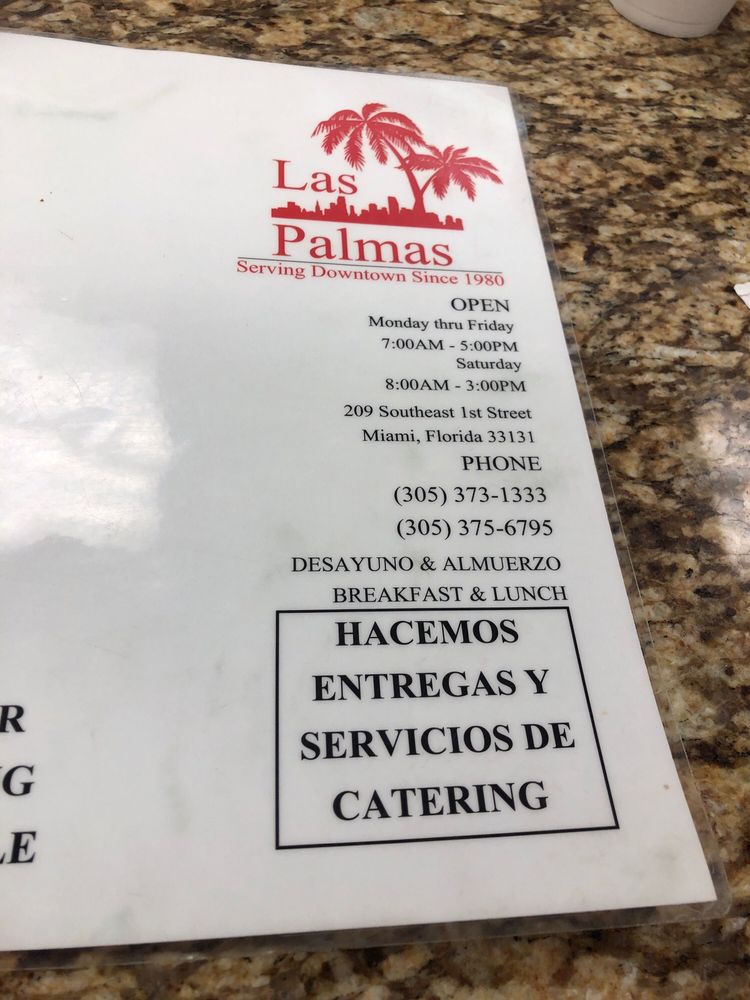 Las
Palmas
Serving Downtown Since 1980
OPEN
Monday thru Friday
7:00AM - 5:00PM
Saturday
8:00AM - 3:00PM
209 Southeast 1st Street
Miami, Florida 33131
PHONE
(305) 373-1333
(305) 375-6795
DESAYUNO & ALMUERZO
BREAKFAST & LUNCH
HACEMOS
ENTREGAS Y
SERVICIOS DE
CATERING